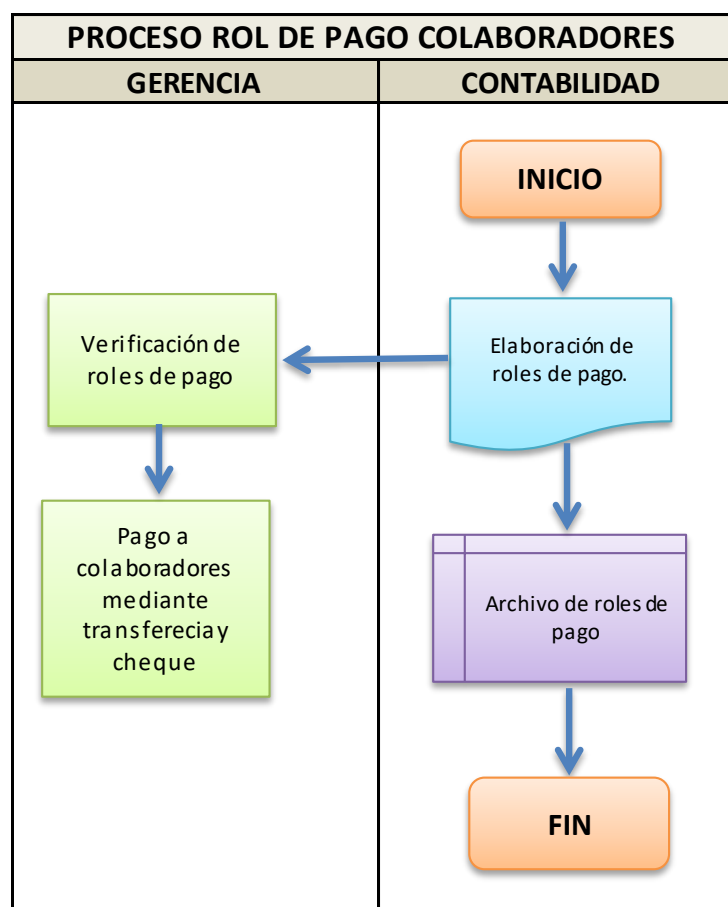 PROCESO ROL DE PAGO COLABORADORES
GERENCIA
CONTABILIDAD
INICIO
Verificación de
roles de pago
Elaboración de
roles de pago.
Pago a
colaboradores
mediante
transferecia y
cheque
Archivo de roles de
pago
FIN